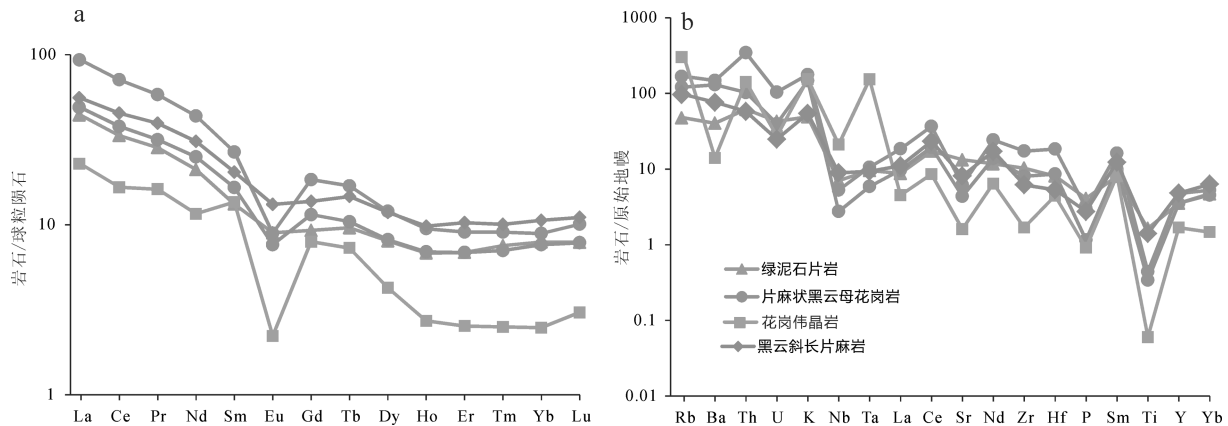 a
100
10
1
岩石/球粒陨石
La Ce Pr Nd Sm Eu Gd Tb Dy Ho Er Tm Yb Lu
b
1000
100
10
1
0.1
0.01
岩石/原始地幔
绿泥石片岩
片麻状黑云母花岗岩
花岗伟晶岩
黑云斜长片麻岩
Rb Ba Th U K Nb Ta La Ce Sr Nd Zr Hf P Sm Ti Y Yb